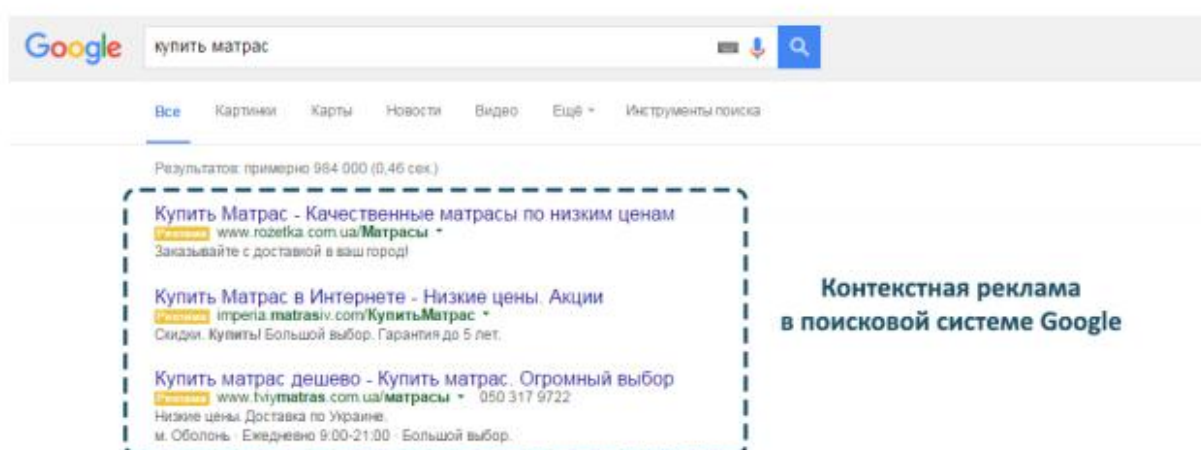 Google
купить матрас
Все Картинки Карты Новости Видео Ещё Инструменты поиска
Результатов: примерно 984 000 (0,46 сек.)
Купить Матрас - Качественные матрасы по низким ценам
Реклама www.rozetka.com.ua/Матрасы
Заказывайте с доставкой в ваш город!
Купить Матрас в Интернете - Низкие цены. Акции
Реклама imperia.matrasiv.com/КупитьМатрас
Скидки. Купить! Большой выбор. Гарантия до 5 лет.
Контекстная реклама
в поисковой системе Google
Купить матрас дешево - Купить матрас. Огромный выбор
Реклама www.tviymatras.com.ua/матрасы 050 317 9722
Низкие цены. Доставка по Украине.
м. Оболонь · Ежедневно 9:00-21:00 · Большой выбор.